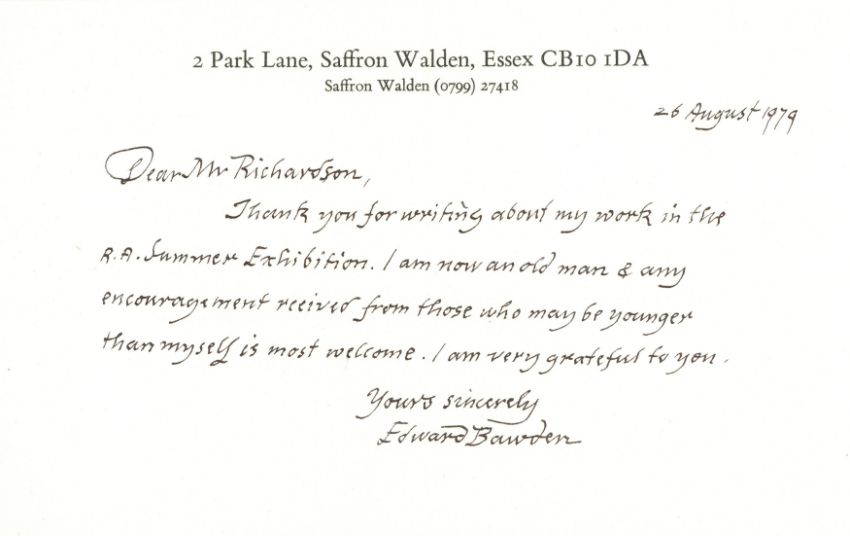 2 Park Lane, Saffron Walden, Essex CB10 1DA
Saffron Walden (0799) 27418
26 August 1979
Dear Mr Richardson,
Thank you for writing about my work in the
R.A. Summer Exhibition. I am now an old man & any
encouragement reeived from those who may be younger
than myself is most welcome. I am very grateful to you.
Yours sincerely
Edward Bawden